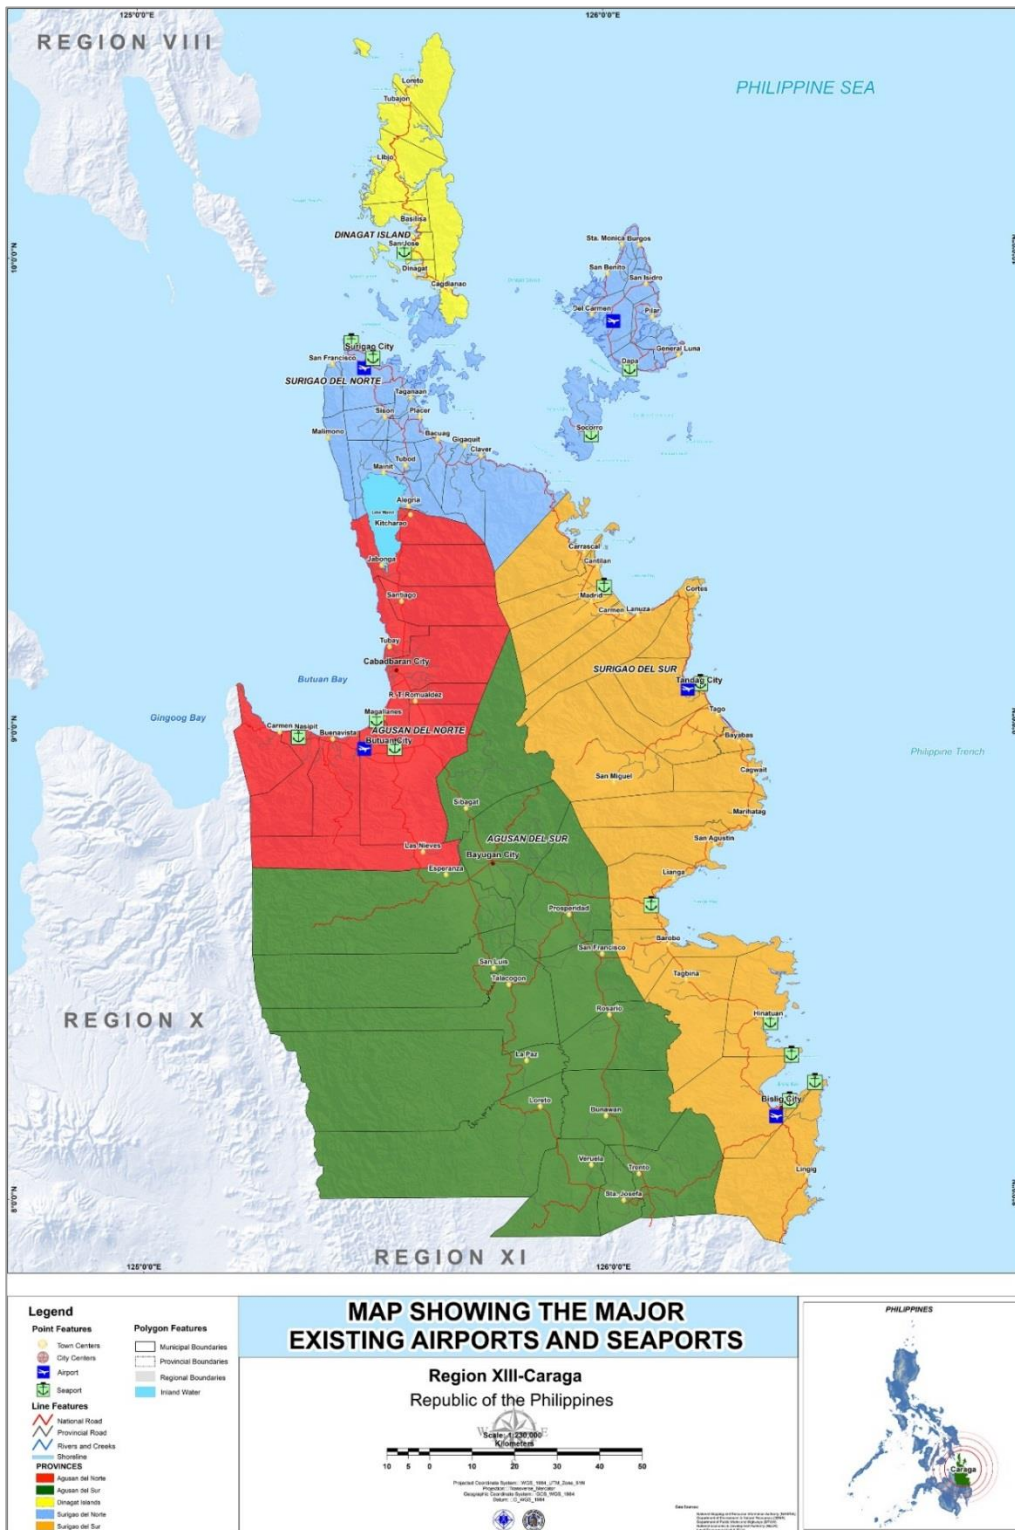 125°0'0"E
126°0'0"E
REGION VIII
PHILIPPINE SEA
Loreto
Tubajon
Libjo
Basilisa
DINAGAT ISLAND
San Jose
Dinagat
Cagdianao
Sta. Monica
Burgos
San Benito
San Isidro
Del Carmen
Pilar
General Luna
Dapa
Socorro
Surigao City
San Francisco
SURIGAO DEL NORTE
Taganaan
Sison
Placer
Malimono
Bacuag
Gigaquit
Claver
Tubod
Mainit
Alegria
Kitcharao
Jabonga
Carrascal
Cantilan
Madrid
Carmen
Lanuza
Cortes
Santiago
Tubay
Cabadbaran City
SURIGAO DEL SUR
Tandag City
Butuan Bay
R. T. Romualdez
Gingoog Bay
Magallanes
Tago
Carmen
Nasipit
Buenavista
AGUSAN DEL NORTE
Butuan City
Bayabas
Philippine Trench
San Miguel
Cagwait
Sibagat
Marihatag
AGUSAN DEL SUR
San Agustin
Las Nieves
Bayugan City
Esperanza
Lianga
Prosperidad
Barobo
San Francisco
San Luis
Talacogon
Tagbina
REGION X
Rosario
Hinatuan
La Paz
Loreto
Bunawan
Bislig City
Veruela
Trento
Lingig
Sta. Josefa
REGION XI
125°0'0"E
126°0'0"E
Legend
Point Features
Town Centers
City Centers
Airport
Seaport
Line Features
National Road
Provincial Road
Rivers and Creeks
Shoreline
PROVINCES
Agusan del Norte
Agusan del Sur
Dinagat Islands
Surigao del Norte
Surigao del Sur
Polygon Features
Municipal Boundaries
Provincial Boundaries
Regional Boundaries
Inland Water
MAP SHOWING THE MAJOR
EXISTING AIRPORTS AND SEAPORTS
Region XIII-Caraga
Republic of the Philippines
W E
Scale: 1:230,000
Kilometers
10 5 0 10 20 30 40 50
PHILIPPINES
Caraga